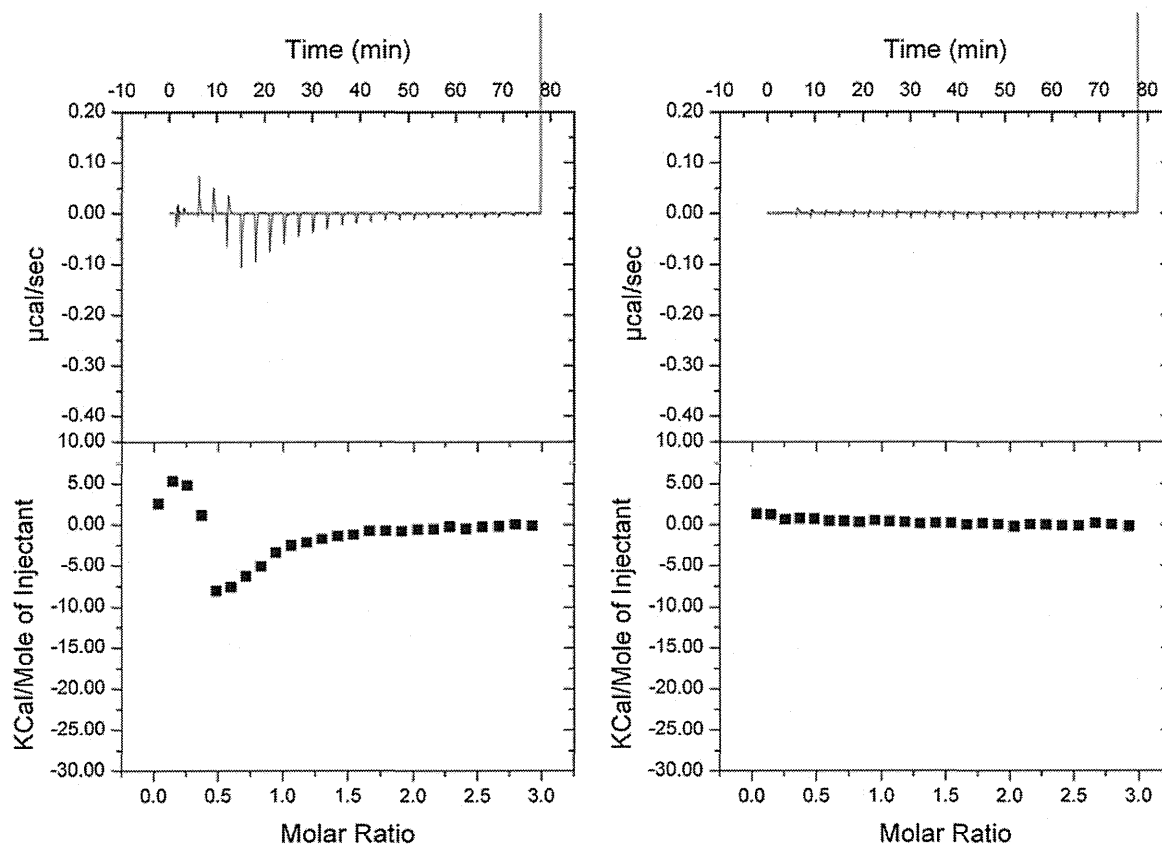 Time (min)
-10 0 10 20 30 40 50 60 70 80
0.20
0.10
0.00
-0.10
-0.20
-0.30
-0.40
µcal/sec
10.00
5.00
0.00
-5.00
-10.00
-15.00
-20.00
-25.00
-30.00
KCal/Mole of Injectant
0.0 0.5 1.0 1.5 2.0 2.5 3.0
Molar Ratio
Time (min)
-10 0 10 20 30 40 50 60 70 80
0.20
0.10
0.00
-0.10
-0.20
-0.30
-0.40
µcal/sec
10.00
5.00
0.00
-5.00
-10.00
-15.00
-20.00
-25.00
-30.00
KCal/Mole of Injectant
0.0 0.5 1.0 1.5 2.0 2.5 3.0
Molar Ratio